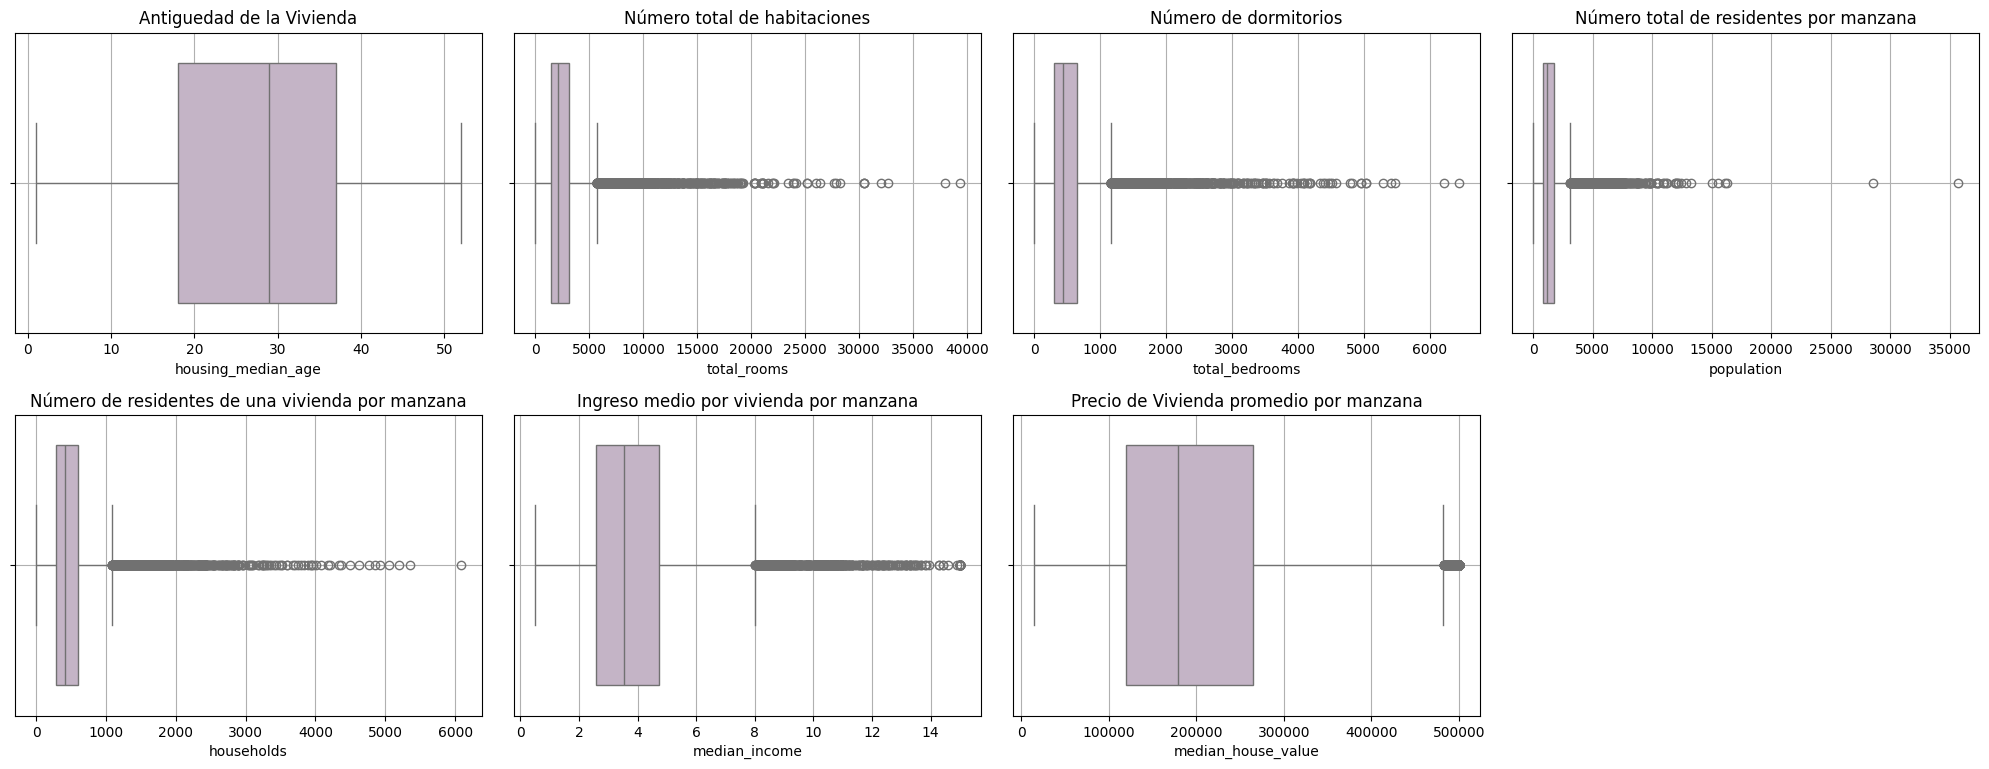 Antiguedad de la Vivienda
0 10 20 30 40 50
housing_median_age
Número total de habitaciones
0 5000 10000 15000 20000 25000 30000 35000 40000
total_rooms
Número de dormitorios
0 1000 2000 3000 4000 5000 6000
total_bedrooms
Número total de residentes por manzana
0 5000 10000 15000 20000 25000 30000 35000
population
Número de residentes de una vivienda por manzana
0 1000 2000 3000 4000 5000 6000
households
Ingreso medio por vivienda por manzana
0 2 4 6 8 10 12 14
median_income
Precio de Vivienda promedio por manzana
0 100000 200000 300000 400000 500000
median_house_value